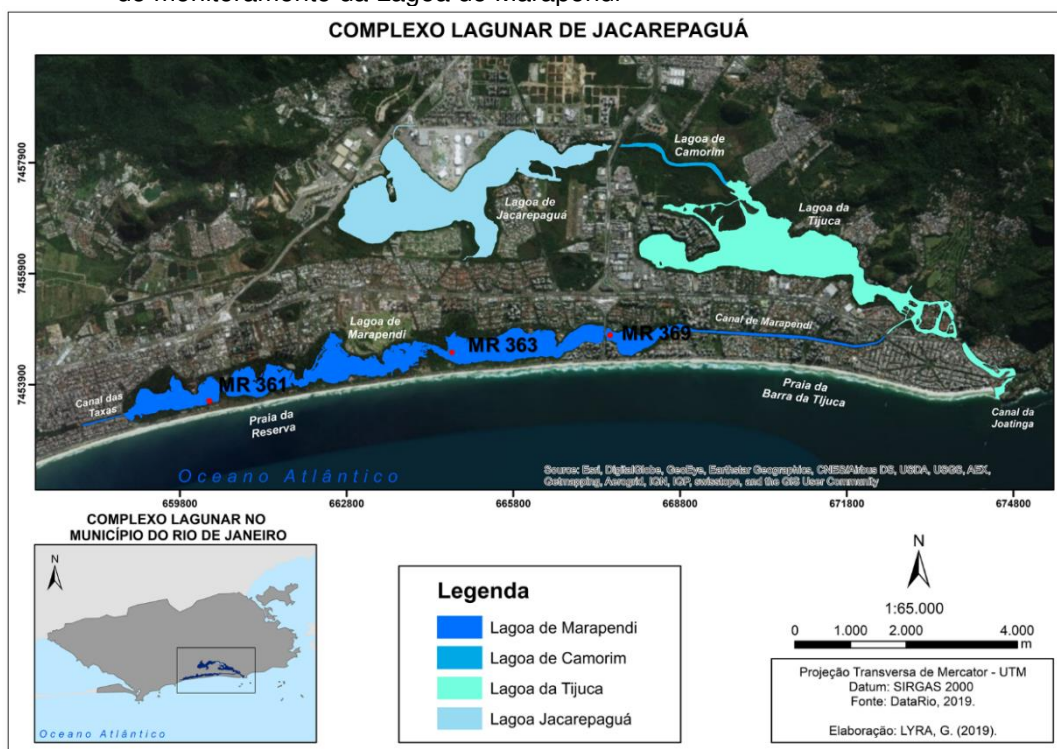 de monitoramento da Lagoa de Marapendi
COMPLEXO LAGUNAR DE JACAREPAGUÁ
7457900
7455900
7453900
Lagoa de
Camorim
Lagoa da
Tijuca
Lagoa de
Jacarepaguá
Lagoa de
Marapendi
Canal de Marapendi
MR 361
MR 363
MR 369
Canal das
Taxas
Praia da
Reserva
Praia da
Barra da TIjuca
Canal da
Joatinga
Oceano Atlântico
Source: Esri, DigitalGlobe, GeoEye, Earthstar Geographics, CNES/Airbus DS, USDA, USGS, AEX,
Getmapping, Aerogrid, IGN, IGP, swisstopo, and the GIS User Community
659800
662800
665800
668800
671800
674800
COMPLEXO LAGUNAR NO
MUNICÍPIO DO RIO DE JANEIRO
N
Oceano Atlântico
Legenda
Lagoa de Marapendi
Lagoa de Camorim
Lagoa da Tijuca
Lagoa Jacarepaguá
N
1:65.000
0 1.000 2.000 4.000
m
Projeção Transversa de Mercator - UTM
Datum: SIRGAS 2000
Fonte: DataRio, 2019.
Elaboração: LYRA, G. (2019).